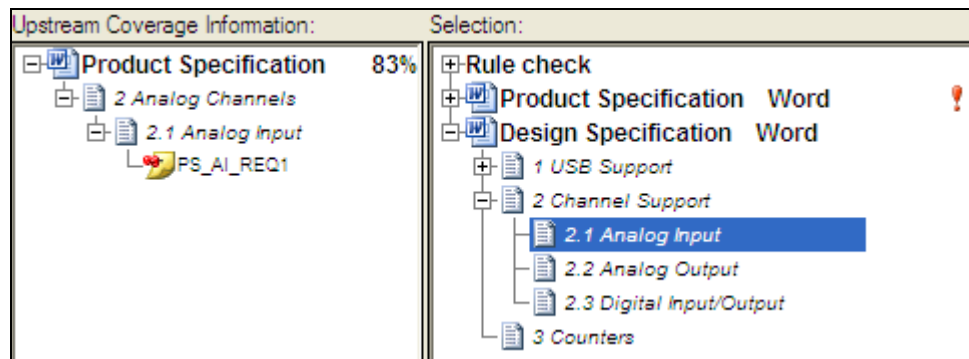 Upstream Coverage Information:
Product Specification 83%
2 Analog Channels
2.1 Analog Input
PS_AI_REQ1
Selection:
Rule check
Product Specification Word
Design Specification Word
1 USB Support
2 Channel Support
2.1 Analog Input
2.2 Analog Output
2.3 Digital Input/Output
3 Counters